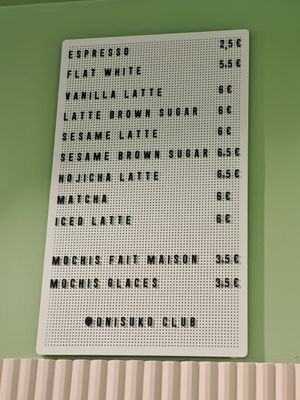 ESPRESSO 2,5 €
FLAT WHITE 5.5 €
VANILLA LATTE 6 €
LATTE BROWN SUGAR 6 €
SESAME LATTE 6 €
SESAME BROWN SUGAR 6.5 €
HOJICHA LATTE 6,5 €
MATCHA 6 €
ICED LATTE 6 €
MOCHIS FAIT MAISON 3.5 €
MOCHIS GLACES 3.5 €
@ONISUKO CLUB